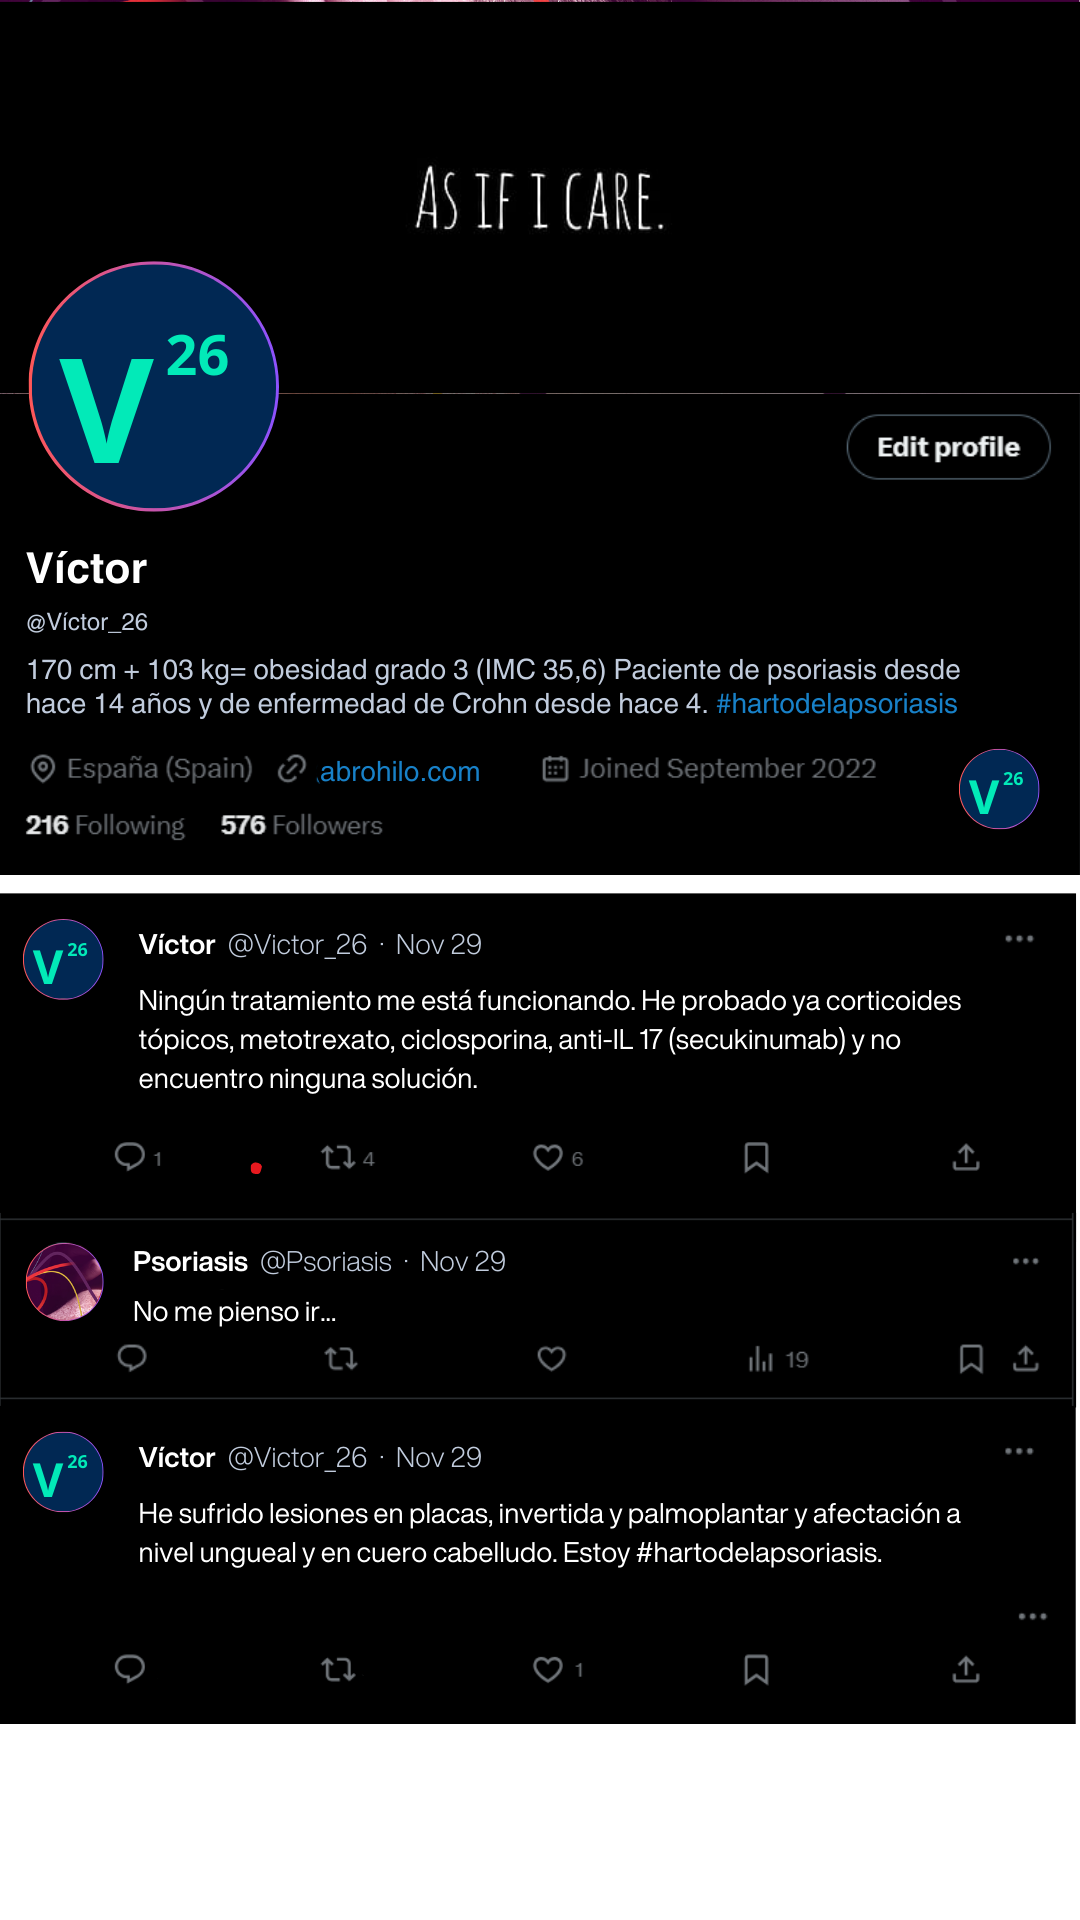 AS IF I CARE.
V 26
Edit profile
Víctor
@Víctor_26
170 cm + 103 kg= obesidad grado 3 (IMC 35,6) Paciente de psoriasis desde
hace 14 años y de enfermedad de Crohn desde hace 4. #hartodelapsoriasis
España (Spain) abrohilo.com Joined September 2022
V 26
216 Following 576 Followers
V 26
Víctor @Victor_26 · Nov 29
Ningún tratamiento me está funcionando. He probado ya corticoides
tópicos, metotrexato, ciclosporina, anti-IL 17 (secukinumab) y no
encuentro ninguna solución.
1 4 6
Psoriasis @Psoriasis · Nov 29
No me pienso ir...
19
V 26
Víctor @Victor_26 · Nov 29
He sufrido lesiones en placas, invertida y palmoplantar y afectación a
nivel ungueal y en cuero cabelludo. Estoy #hartodelapsoriasis.
1